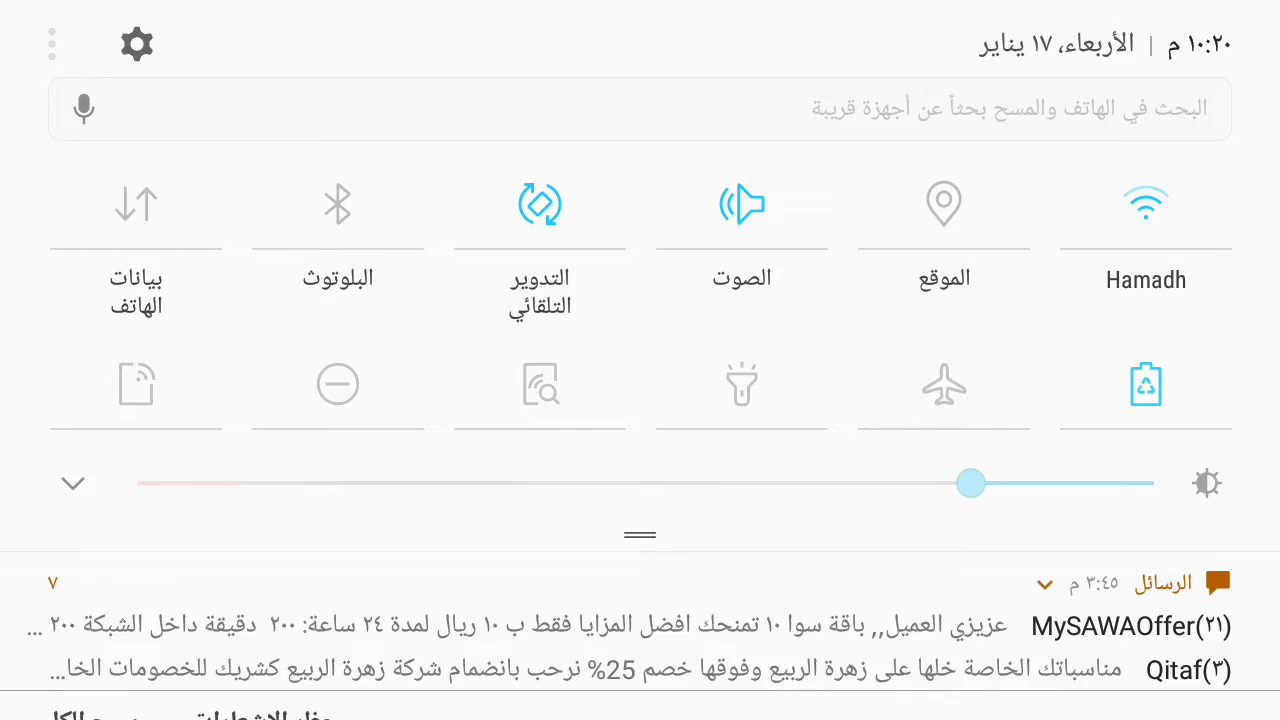 ١٠:٢٠ م | الأربعاء، ١٧ يناير
البحث في الهاتف والمسح بحثاً عن أجهزة قريبة
Hamadh
الموقع
الصوت
التدوير
التلقائي
البلوتوث
بيانات
الهاتف
الرسائل ٣:٤٥ م ٧
MySAWAOffer(٢١) عزيزي العميل,, باقة سوا ١٠ تمنحك افضل المزايا فقط ب ١٠ ريال لمدة ٢٤ ساعة: ٢٠٠ دقيقة داخل الشبكة ٢٠٠ ...
Qitaf(٣) مناسباتك الخاصة خلها على زهرة الربيع وفوقها خصم 25% نرحب بانضمام شركة زهرة الربيع كشريك للخصومات الخا...